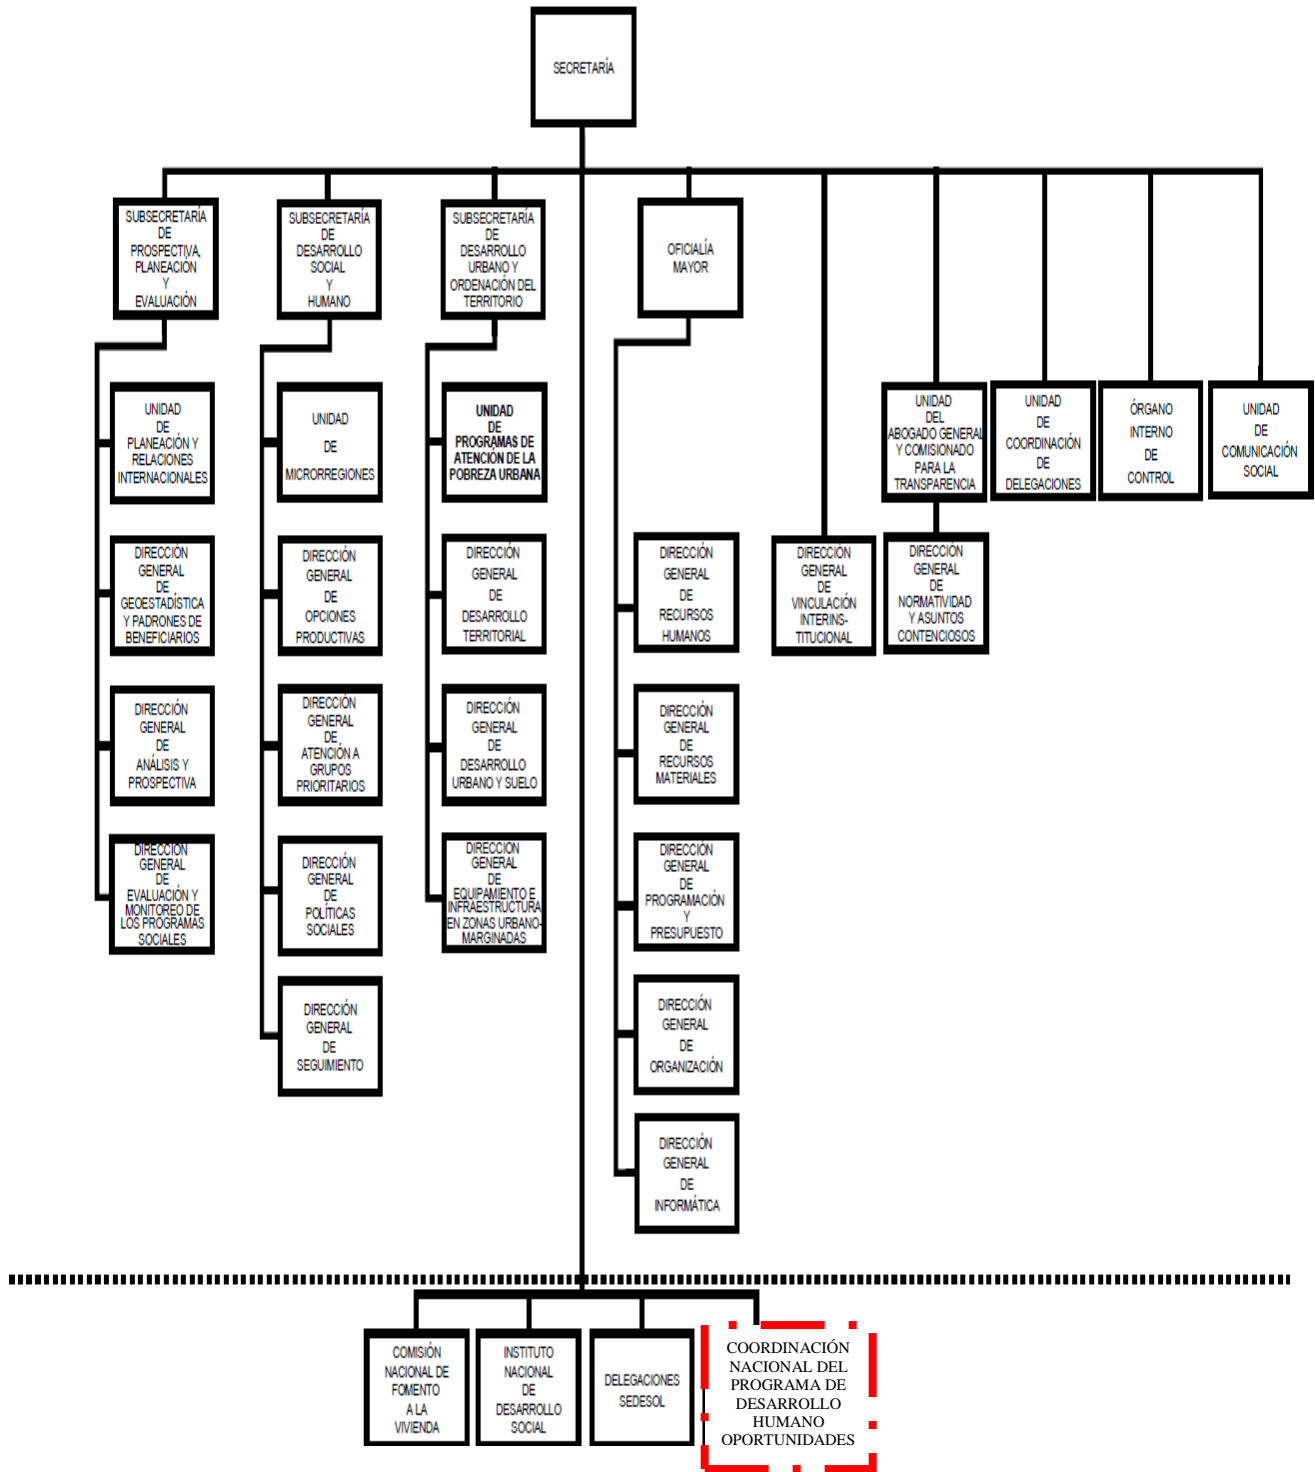 SECRETARÍA
SUBSECRETARÍA
DE
PROSPECTIVA,
PLANEACIÓN
Y
EVALUACIÓN
SUBSECRETARÍA
DE
DESARROLLO
SOCIAL
Y
HUMANO
SUBSECRETARÍA
DE
DESARROLLO
URBANO Y
ORDENACIÓN DEL
TERRITORIO
OFICIALÍA
MAYOR
UNIDAD
DE
PLANEACIÓN Y
RELACIONES
INTERNACIONALES
UNIDAD
DE
MICRORREGIONES
UNIDAD
DE
PROGRAMAS DE
ATENCIÓN DE LA
POBREZA URBANA
UNIDAD
DEL
ABOGADO GENERAL
Y COMISIONADO
PARA LA
TRANSPARENCIA
UNIDAD
DE
COORDINACIÓN
DE
DELEGACIONES
ÓRGANO
INTERNO
DE
CONTROL
UNIDAD
DE
COMUNICACIÓN
SOCIAL
DIRECCIÓN
GENERAL
DE
GEOESTADÍSTICA
Y PADRONES DE
BENEFICIARIOS
DIRECCIÓN
GENERAL
DE
OPCIONES
PRODUCTIVAS
DIRECCIÓN
GENERAL
DE
DESARROLLO
TERRITORIAL
DIRECCIÓN
GENERAL
DE
RECURSOS
HUMANOS
DIRECCIÓN
GENERAL
DE
VINCULACIÓN
INTERINS-
TITUCIONAL
DIRECCIÓN
GENERAL
DE
NORMATIVIDAD
Y ASUNTOS
CONTENCIOSOS
DIRECCIÓN
GENERAL
DE
ANÁLISIS Y
PROSPECTIVA
DIRECCIÓN
GENERAL
DE
ATENCIÓN A
GRUPOS
PRIORITARIOS
DIRECCIÓN
GENERAL
DE
DESARROLLO
URBANO Y SUELO
DIRECCIÓN
GENERAL
DE
RECURSOS
MATERIALES
DIRECCIÓN
GENERAL
DE
EVALUACIÓN Y
MONITOREO DE
LOS PROGRAMAS
SOCIALES
DIRECCIÓN
GENERAL
DE
POLÍTICAS
SOCIALES
DIRECCIÓN
GENERAL
DE
EQUIPAMIENTO E
INFRAESTRUCTURA
EN ZONAS URBANO-
MARGINADAS
DIRECCIÓN
GENERAL
DE
PROGRAMACIÓN
Y
PRESUPUESTO
DIRECCIÓN
GENERAL
DE
SEGUIMIENTO
DIRECCIÓN
GENERAL
DE
ORGANIZACIÓN
DIRECCIÓN
GENERAL
DE
INFORMÁTICA
COMISIÓN
NACIONAL DE
FOMENTO
A LA
VIVIENDA
INSTITUTO
NACIONAL
DE
DESARROLLO
SOCIAL
DELEGACIONES
SEDESOL
COORDINACIÓN
NACIONAL DEL
PROGRAMA DE
DESARROLLO
HUMANO
OPORTUNIDADES